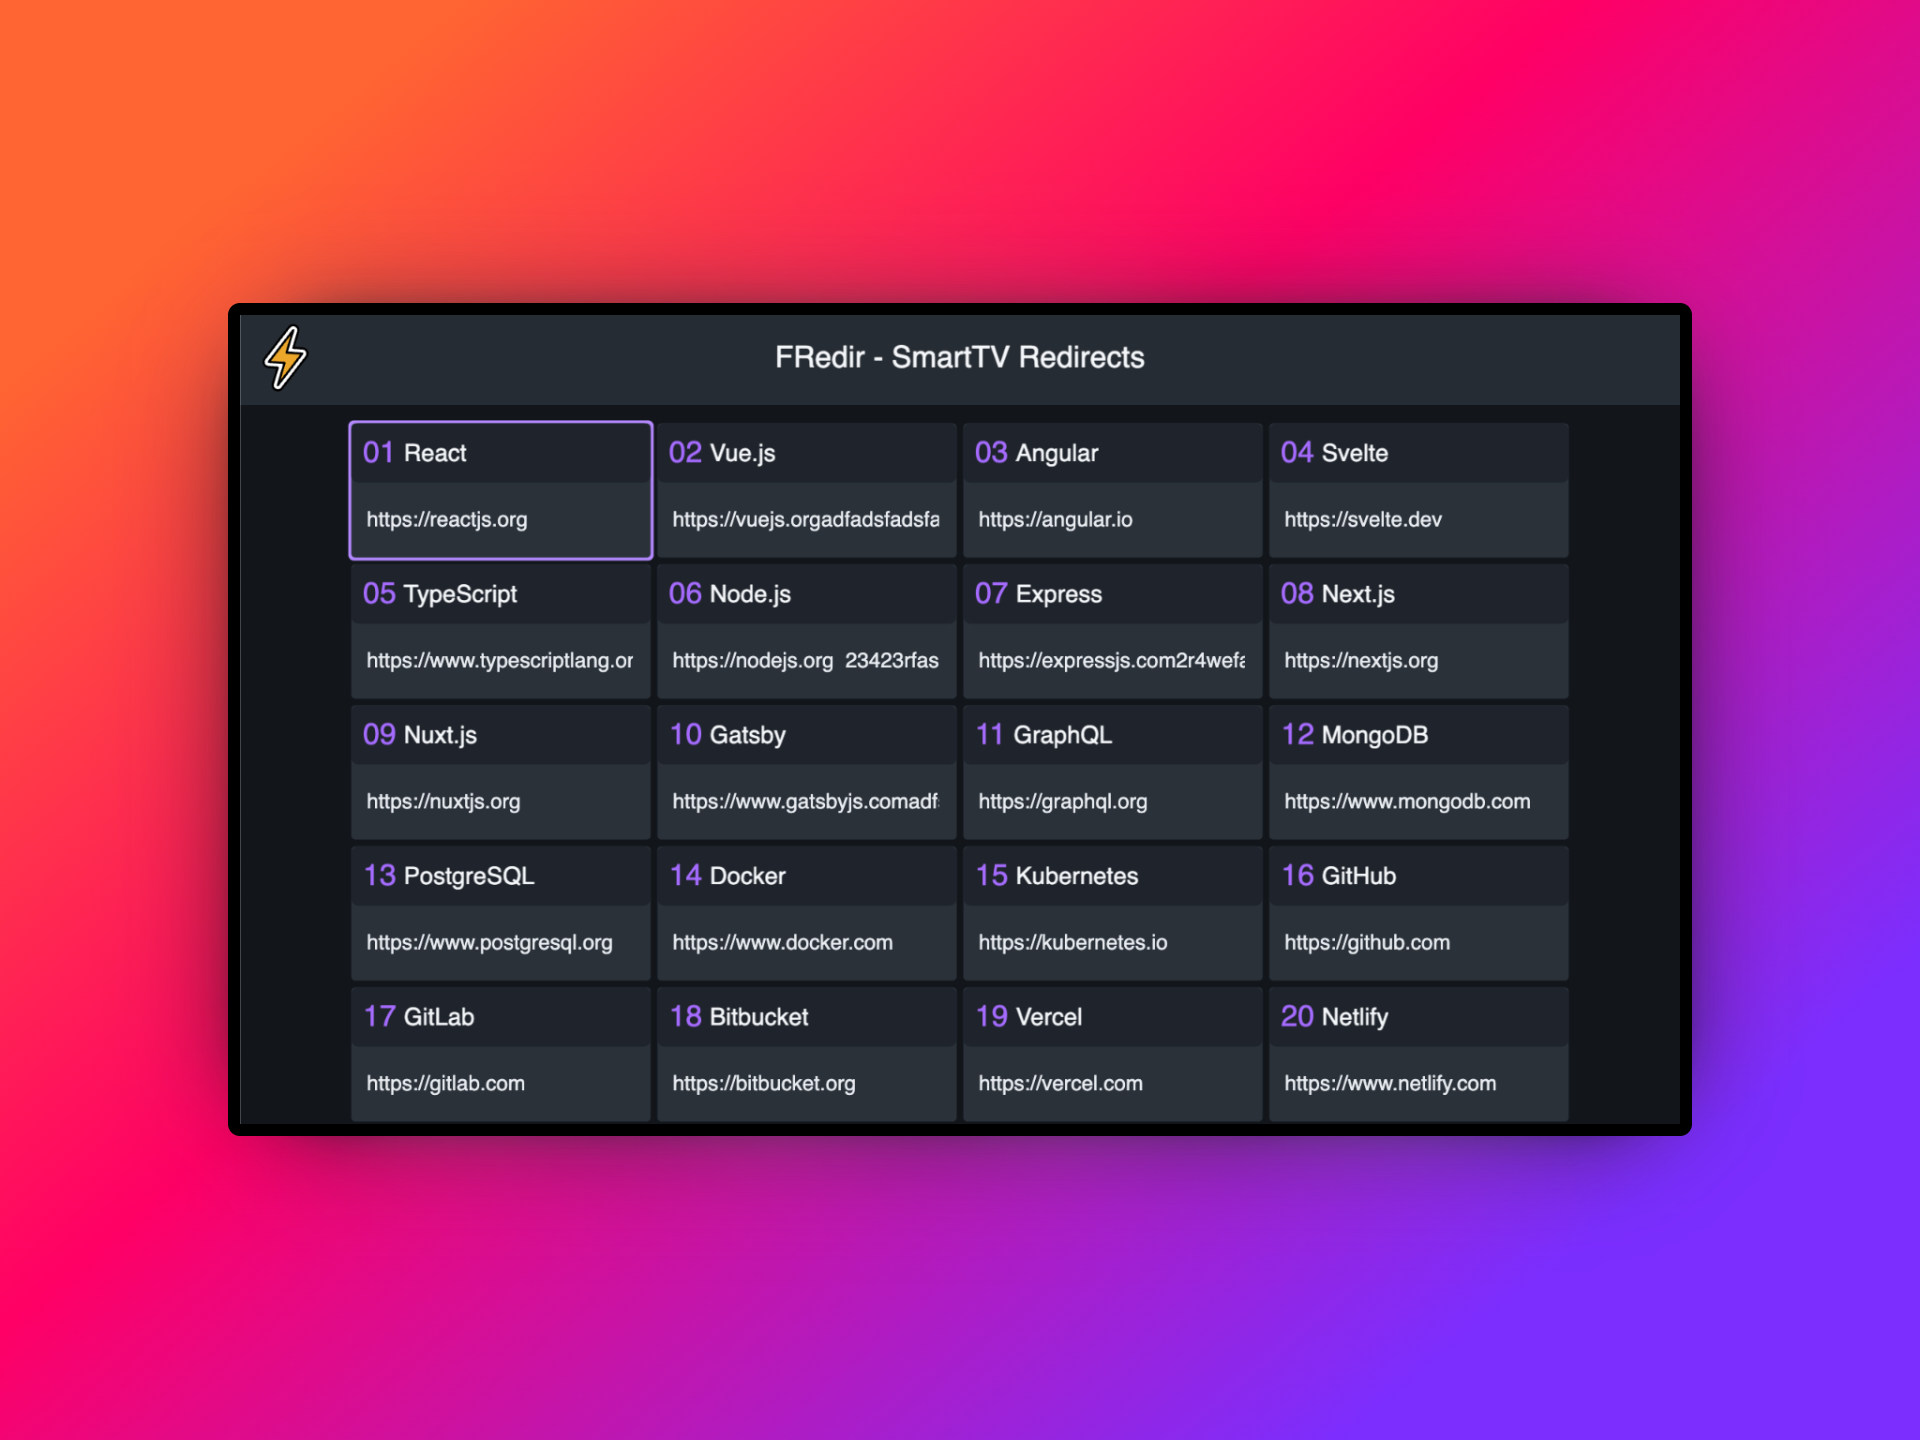 FRedir - SmartTV Redirects
01 React
https://reactjs.org
02 Vue.js
https://vuejs.orgadfadsfadsfa
03 Angular
https://angular.io
04 Svelte
https://svelte.dev
05 TypeScript
https://www.typescriptlang.or
06 Node.js
https://nodejs.org 23423rfas
07 Express
https://expressjs.com2r4wefa
08 Next.js
https://nextjs.org
09 Nuxt.js
https://nuxtjs.org
10 Gatsby
https://www.gatsbyjs.comadf
11 GraphQL
https://graphql.org
12 MongoDB
https://www.mongodb.com
13 PostgreSQL
https://www.postgresql.org
14 Docker
https://www.docker.com
15 Kubernetes
https://kubernetes.io
16 GitHub
https://github.com
17 GitLab
https://gitlab.com
18 Bitbucket
https://bitbucket.org
19 Vercel
https://vercel.com
20 Netlify
https://www.netlify.com